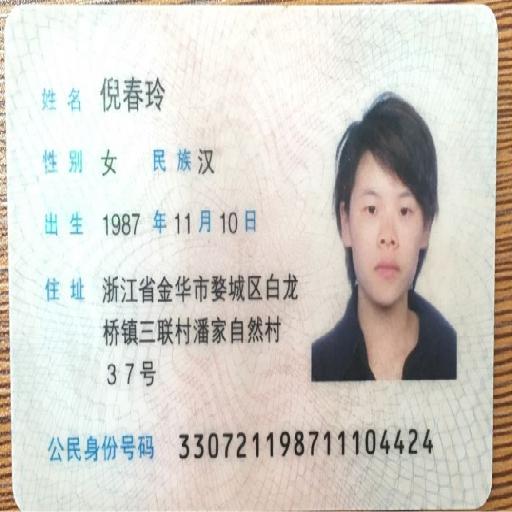 姓名 倪春玲
性别 女 民族 汉
出生 1987 年 11 月 10 日
住址 浙江省金华市婺城区白龙
桥镇三联村潘家自然村
37号
公民身份号码 330721198711104424